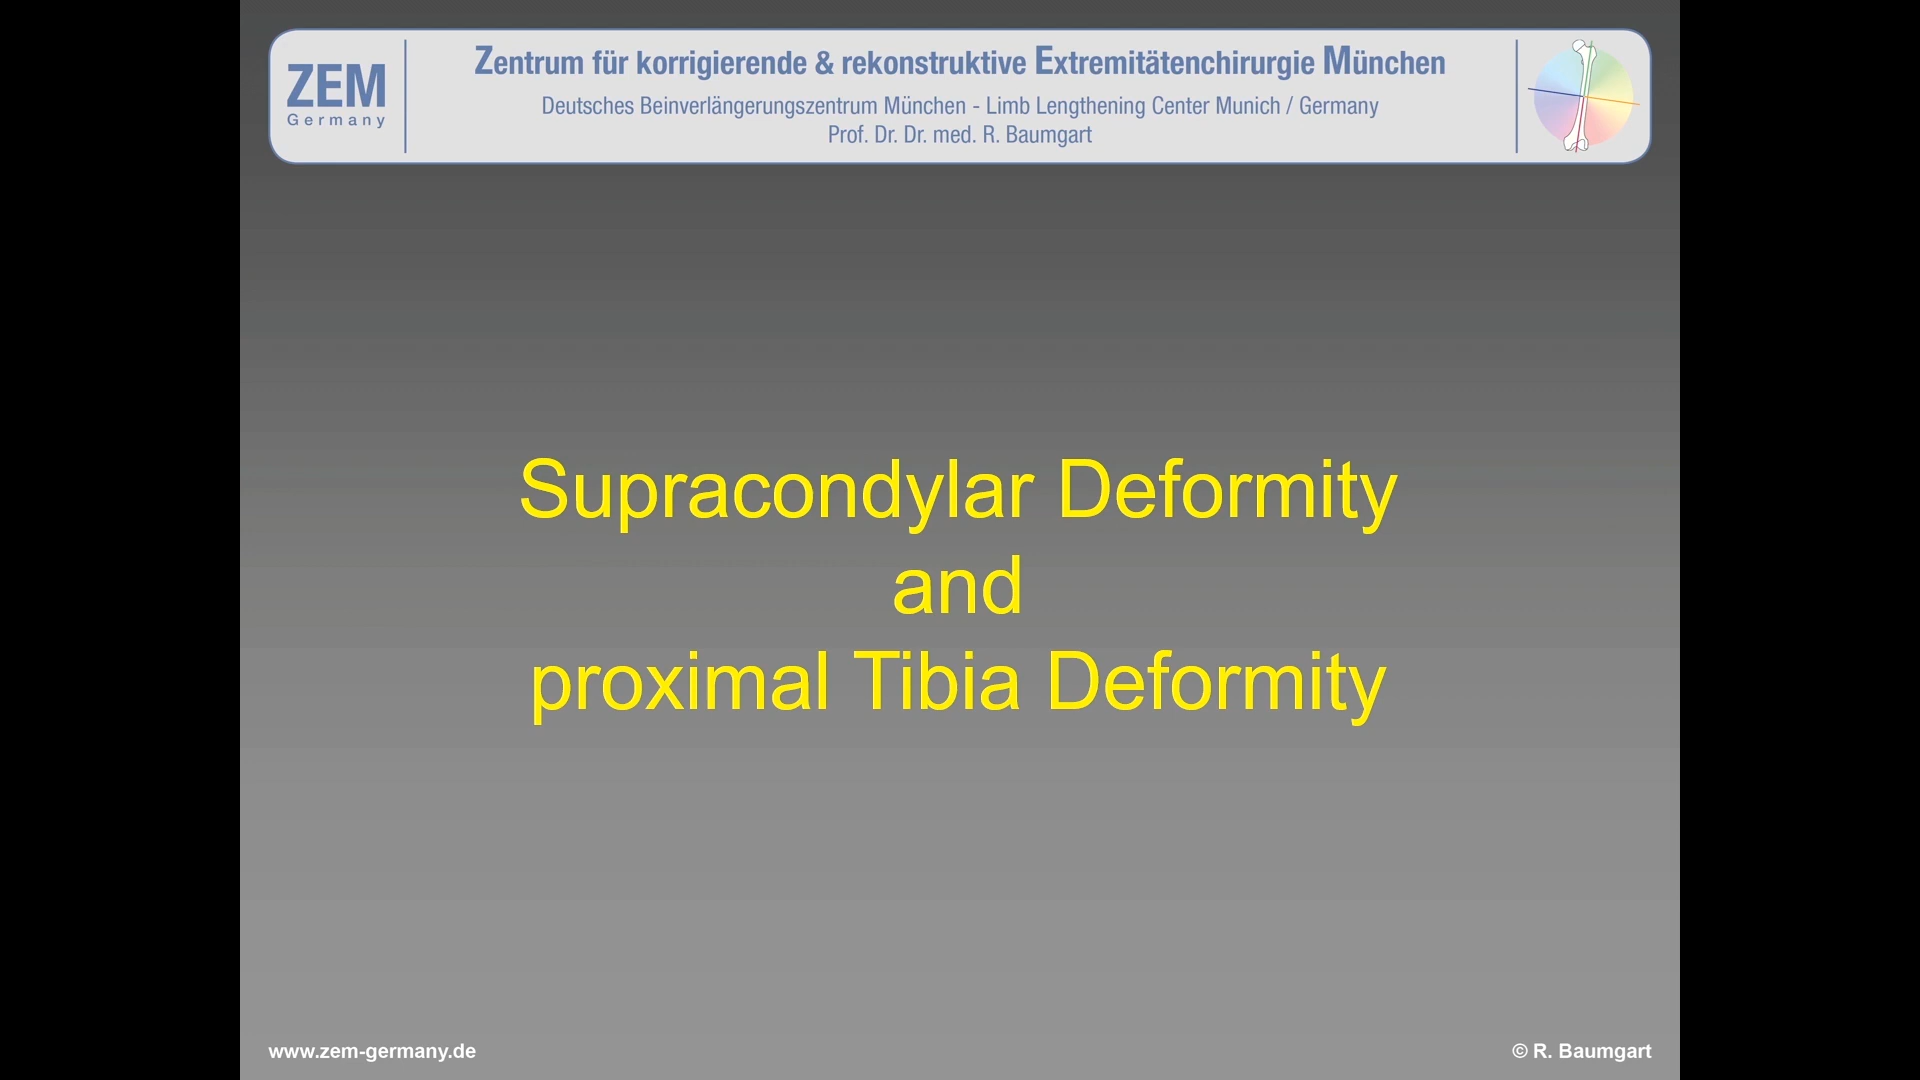 ZEM
Germany
Zentrum für korrigierende & rekonstruktive Extremitätenchirurgie München
Deutsches Beinverlängerungszentrum München - Limb Lengthening Center Munich / Germany
Prof. Dr. Dr. med. R. Baumgart
Supracondylar Deformity
and
proximal Tibia Deformity
www.zem-germany.de
© R. Baumgart